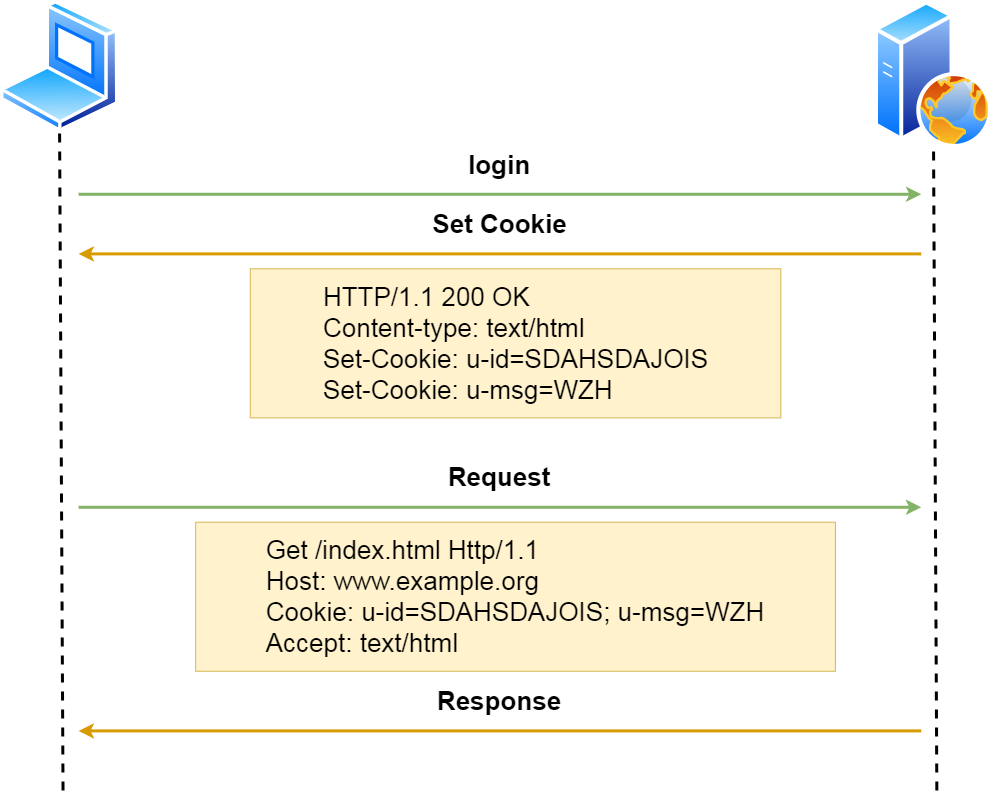 login
Set Cookie
HTTP/1.1 200 OK
Content-type: text/html
Set-Cookie: u-id=SDAHSDAJOIS
Set-Cookie: u-msg=WZH
Request
Get /index.html Http/1.1
Host: www.example.org
Cookie: u-id=SDAHSDAJOIS; u-msg=WZH
Accept: text/html
Response